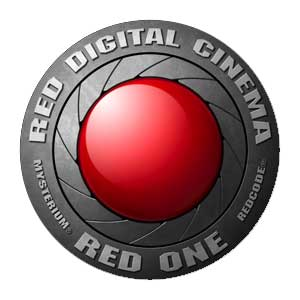 RED DIGITAL CINEMA
MYSTERIUM®
REDCODE®
RED ONE